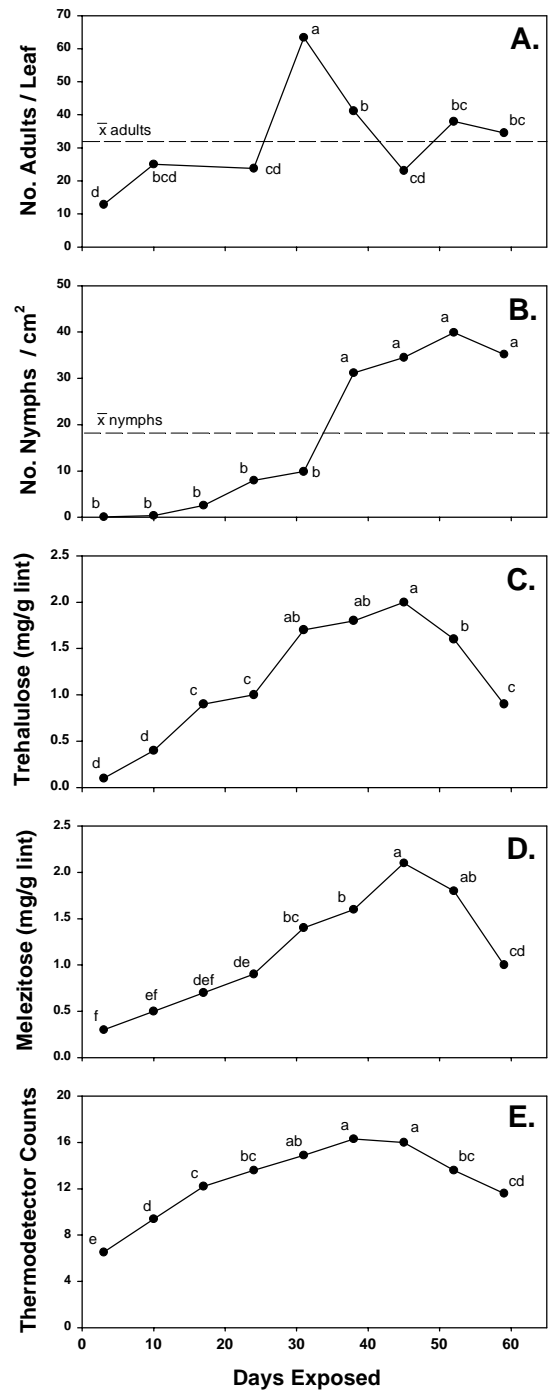 A.
No. Adults / Leaf
70
60
50
40
30
20
10
0
x̅ adults
d
bcd
cd
a
b
cd
bc
bc
B.
No. Nymphs / cm²
50
40
30
20
10
0
x̅ nymphs
b
b
b
b
b
a
a
a
a
C.
Trehalulose (mg/g lint)
2.5
2.0
1.5
1.0
0.5
0.0
d
d
c
c
ab
ab
a
b
c
D.
Melezitose (mg/g lint)
2.5
2.0
1.5
1.0
0.5
0.0
f
ef
def
de
bc
b
a
ab
cd
E.
Thermodetector Counts
20
16
12
8
4
0
e
d
c
bc
ab
a
a
bc
cd
0 10 20 30 40 50 60
Days Exposed